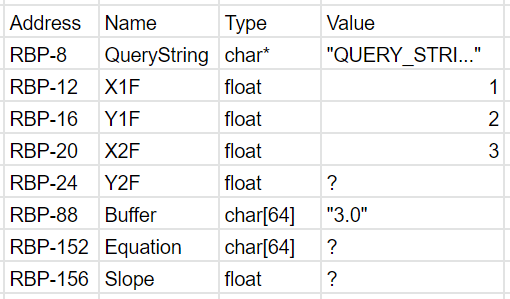 Address Name Type Value
RBP-8 QueryString char* "QUERY_STRI..."
RBP-12 X1F float 1
RBP-16 Y1F float 2
RBP-20 X2F float 3
RBP-24 Y2F float ?
RBP-88 Buffer char[64] "3.0"
RBP-152 Equation char[64] ?
RBP-156 Slope float ?